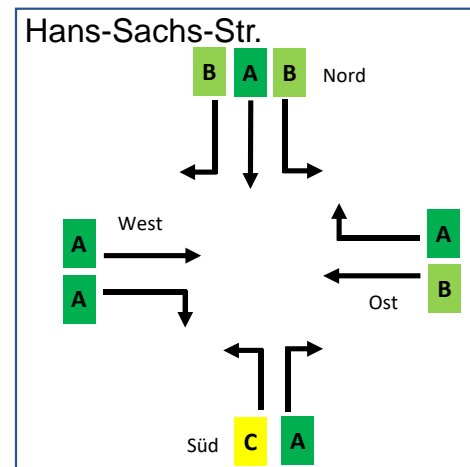 Hans-Sachs-Str.
B A B Nord
West
A
A
A
B
Ost
Süd C A